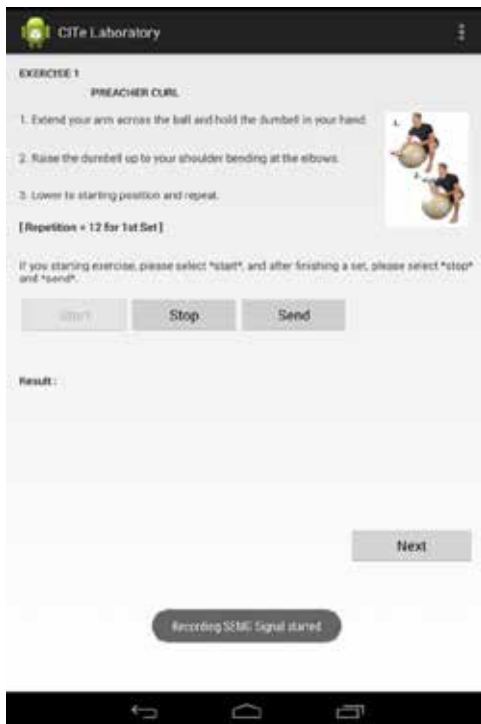 CITe Laboratory
EXERCISE 1
PREACHER CURL
1. Extend your arm across the ball and hold the dumbell in your hand.
1.
2. Raise the dumbell up to your shoulder bending at the elbows.
2.
3. Lower to starting position and repeat.
[ Repetition = 12 for 1st Set ]
If you starting exercise, please select *start*, and after finishing a set, please select *stop*
and *send*.
Start
Stop
Send
Result :
Next
Recording SEMG Signal started